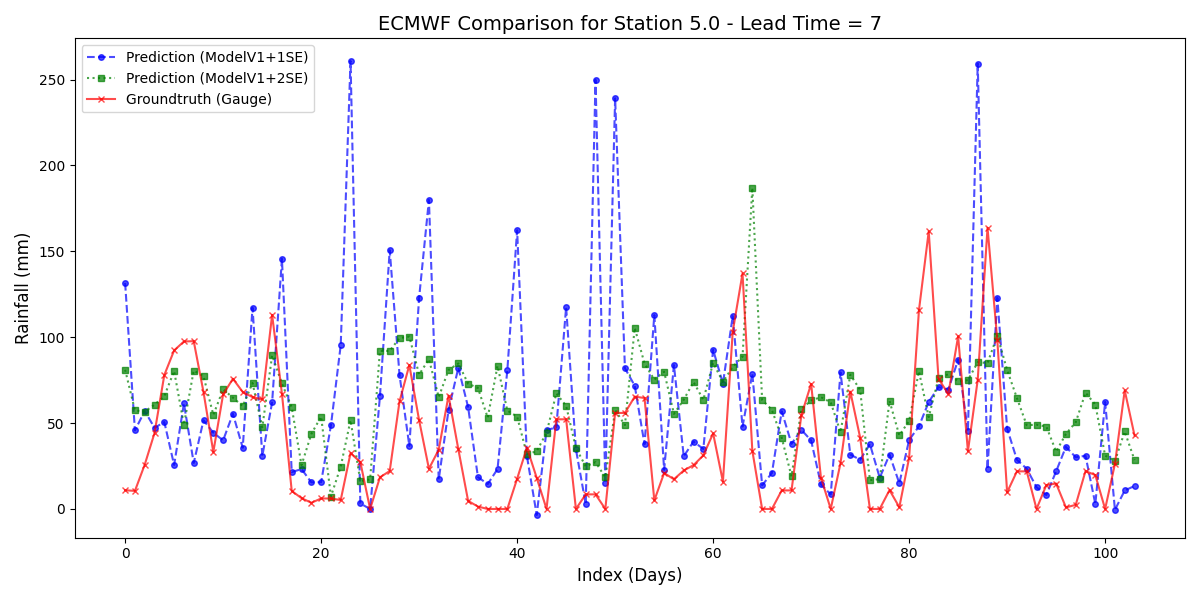 ECMWF Comparison for Station 5.0 - Lead Time = 7
Prediction (ModelV1+1SE)
Prediction (ModelV1+2SE)
Groundtruth (Gauge)
Rainfall (mm)
250
200
150
100
50
0
0 20 40 60 80 100
Index (Days)